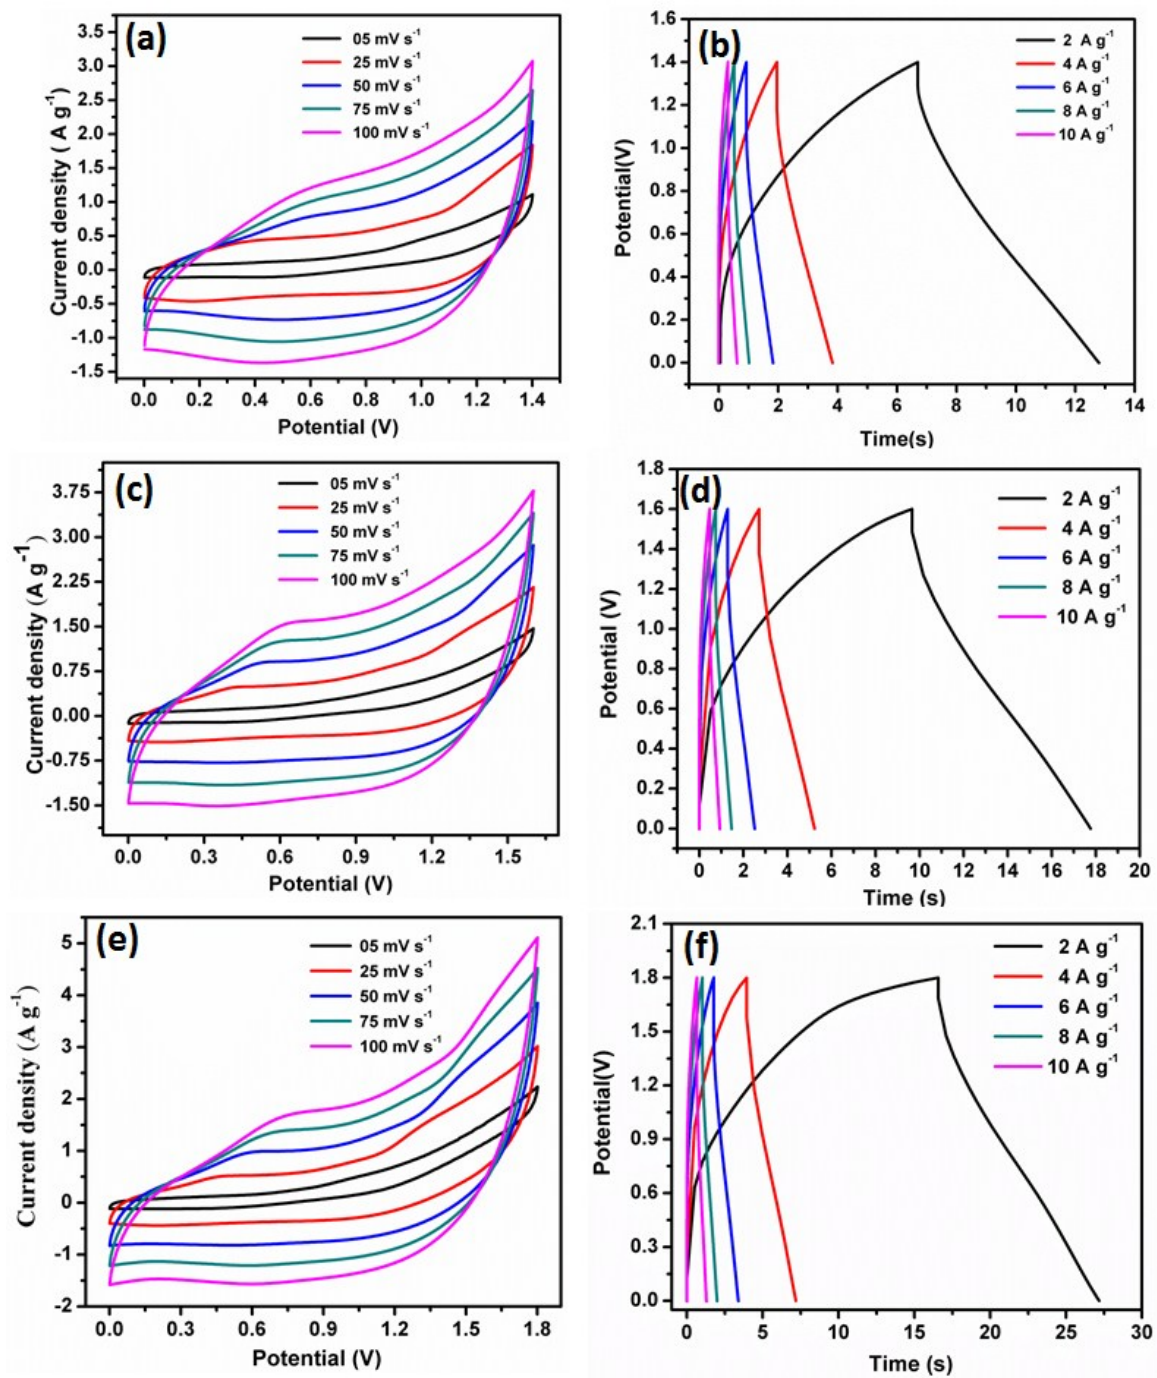 (a)
05 mV s-1
25 mV s-1
50 mV s-1
75 mV s-1
100 mV s-1
3.5
3.0
2.5
2.0
1.5
1.0
0.5
0.0
-0.5
-1.0
-1.5
Current density ( A g-1)
0.0 0.2 0.4 0.6 0.8 1.0 1.2 1.4
Potential (V)
(b)
2 A g-1
4 A g-1
6 A g-1
8 A g-1
10 A g-1
1.6
1.4
1.2
1.0
0.8
0.6
0.4
0.2
0.0
Potential(V)
0 2 4 6 8 10 12 14
Time(s)
(c)
05 mV s-1
25 mV s-1
50 mV s-1
75 mV s-1
100 mV s-1
3.75
3.00
2.25
1.50
0.75
0.00
-0.75
-1.50
Current density (A g-1)
0.0 0.3 0.6 0.9 1.2 1.5
Potential (V)
(d)
2 A g-1
4 A g-1
6 A g-1
8 A g-1
10 A g-1
1.8
1.6
1.4
1.2
1.0
0.8
0.6
0.4
0.2
0.0
Potential (V)
0 2 4 6 8 10 12 14 16 18 20
Time (s)
(e)
05 mV s-1
25 mV s-1
50 mV s-1
75 mV s-1
100 mV s-1
5
4
3
2
1
0
-1
-2
Current density (A g-1)
0.0 0.3 0.6 0.9 1.2 1.5 1.8
Potential (V)
(f)
2 A g-1
4 A g-1
6 A g-1
8 A g-1
10 A g-1
2.1
1.8
1.5
1.2
0.9
0.6
0.3
0.0
Potential(V)
0 5 10 15 20 25 30
Time (s)